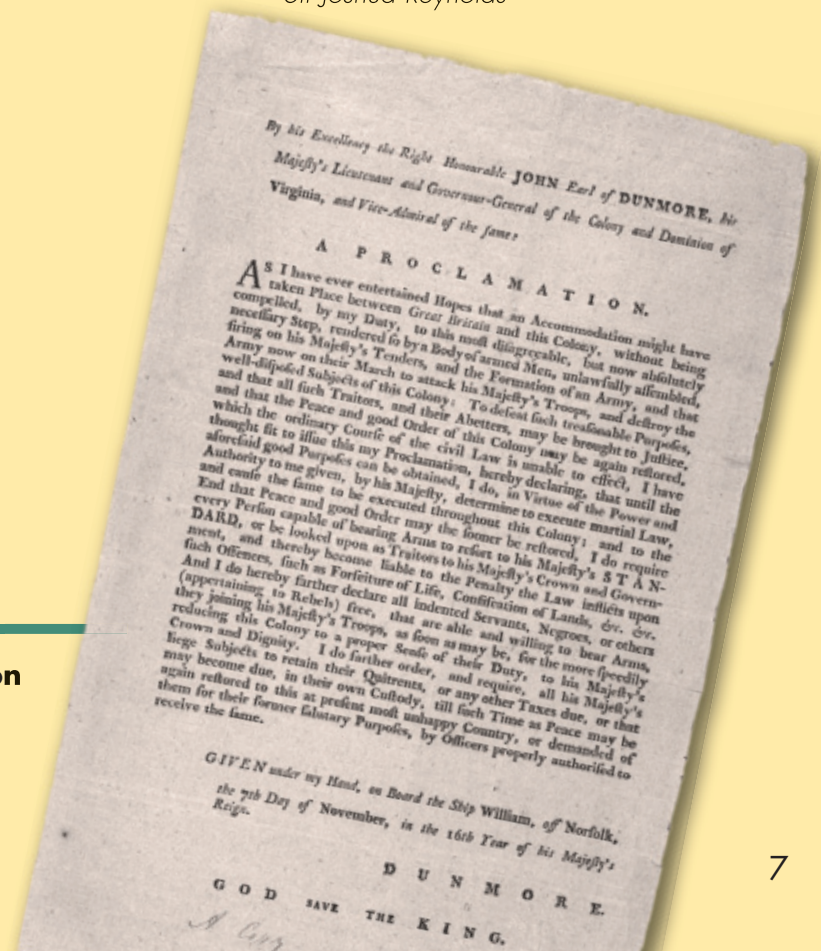 Sir Joshua Reynolds
By his Excellency the Right Honourable JOHN Earl of DUNMORE, his
Majeſty's Lieutenant and Governour-General of the Colony and Dominion of
Virginia, and Vice-Admiral of the ſame:
A PROCLAMATION.
AS I have ever entertained Hopes that an Accommodation might have
taken Place between Great Britain and this Colony, without being
compelled, by my Duty, to this moſt diſagreeable, but now abſolutely
neceſſary Step, rendered ſo by a Body of armed Men, unlawfully aſſembled,
firing on his Majeſty's Tenders, and the Formation of an Army, and that
Army now on their March to attack his Majeſty's Troops, and deſtroy the
well-diſpoſed Subjects of this Colony: To defeat ſuch treaſonable Purpoſes,
and that all ſuch Traitors, and their Abetters, may be brought to Juſtice,
and that the Peace and good Order of this Colony may be again reſtored,
which the ordinary Courſe of the civil Law is unable to effect, I have
thought fit to iſſue this my Proclamation, hereby declaring, that until the
aforeſaid good Purpoſes can be obtained, I do, in Virtue of the Power and
Authority to me given, by his Majeſty, determine to execute martial Law,
and cauſe the ſame to be executed throughout this Colony; and to the
End that Peace and good Order may the ſooner be reſtored, I do require
every Perſon capable of bearing Arms to reſort to his Majeſty's STAN-
DARD, or be looked upon as Traitors to his Majeſty's Crown and Govern-
ment, and thereby become liable to the Penalty the Law inflicts upon
ſuch Offences, ſuch as Forfeiture of Life, Confiſcation of Lands, &c. &c.
And I do hereby farther declare all indented Servants, Negroes, or others
(appertaining to Rebels) free, that are able and willing to bear Arms,
they joining his Majeſty's Troops, as ſoon as may be, for the more ſpeedily
reducing this Colony to a proper Senſe of their Duty, to his Majeſty's
Crown and Dignity. I do farther order, and require, all his Majeſty's
liege Subjects to retain their Quitrents, or any other Taxes due, or that
may become due, in their own Cuſtody, till ſuch Time as Peace may be
again reſtored to this at preſent moſt unhappy Country, or demanded of
them for their former ſalutary Purpoſes, by Officers properly authoriſed to
receive the ſame.
GIVEN under my Hand, on Board the Ship William, off Norfolk,
the 7th Day of November, in the 16th Year of his Majeſty's
Reign.
DUNMORE.
GOD SAVE THE KING.
A Copy
on
7